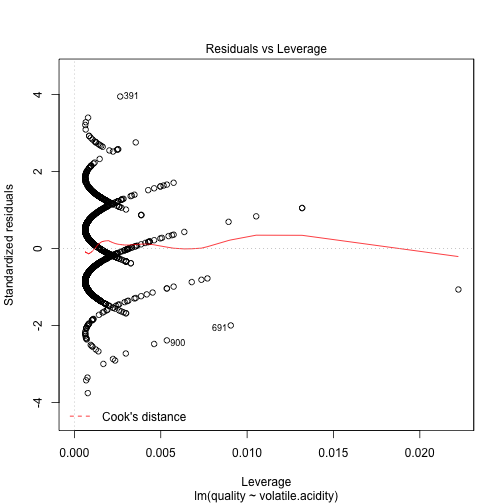 Residuals vs Leverage
Standardized residuals
4
2
0
-2
-4
391
691
900
Cook's distance
0.000 0.005 0.010 0.015 0.020
Leverage
lm(quality ~ volatile.acidity)